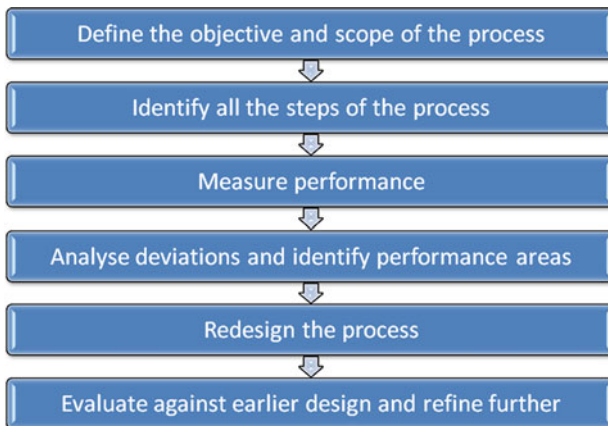 Define the objective and scope of the process
Identify all the steps of the process
Measure performance
Analyse deviations and identify performance areas
Redesign the process
Evaluate against earlier design and refine further